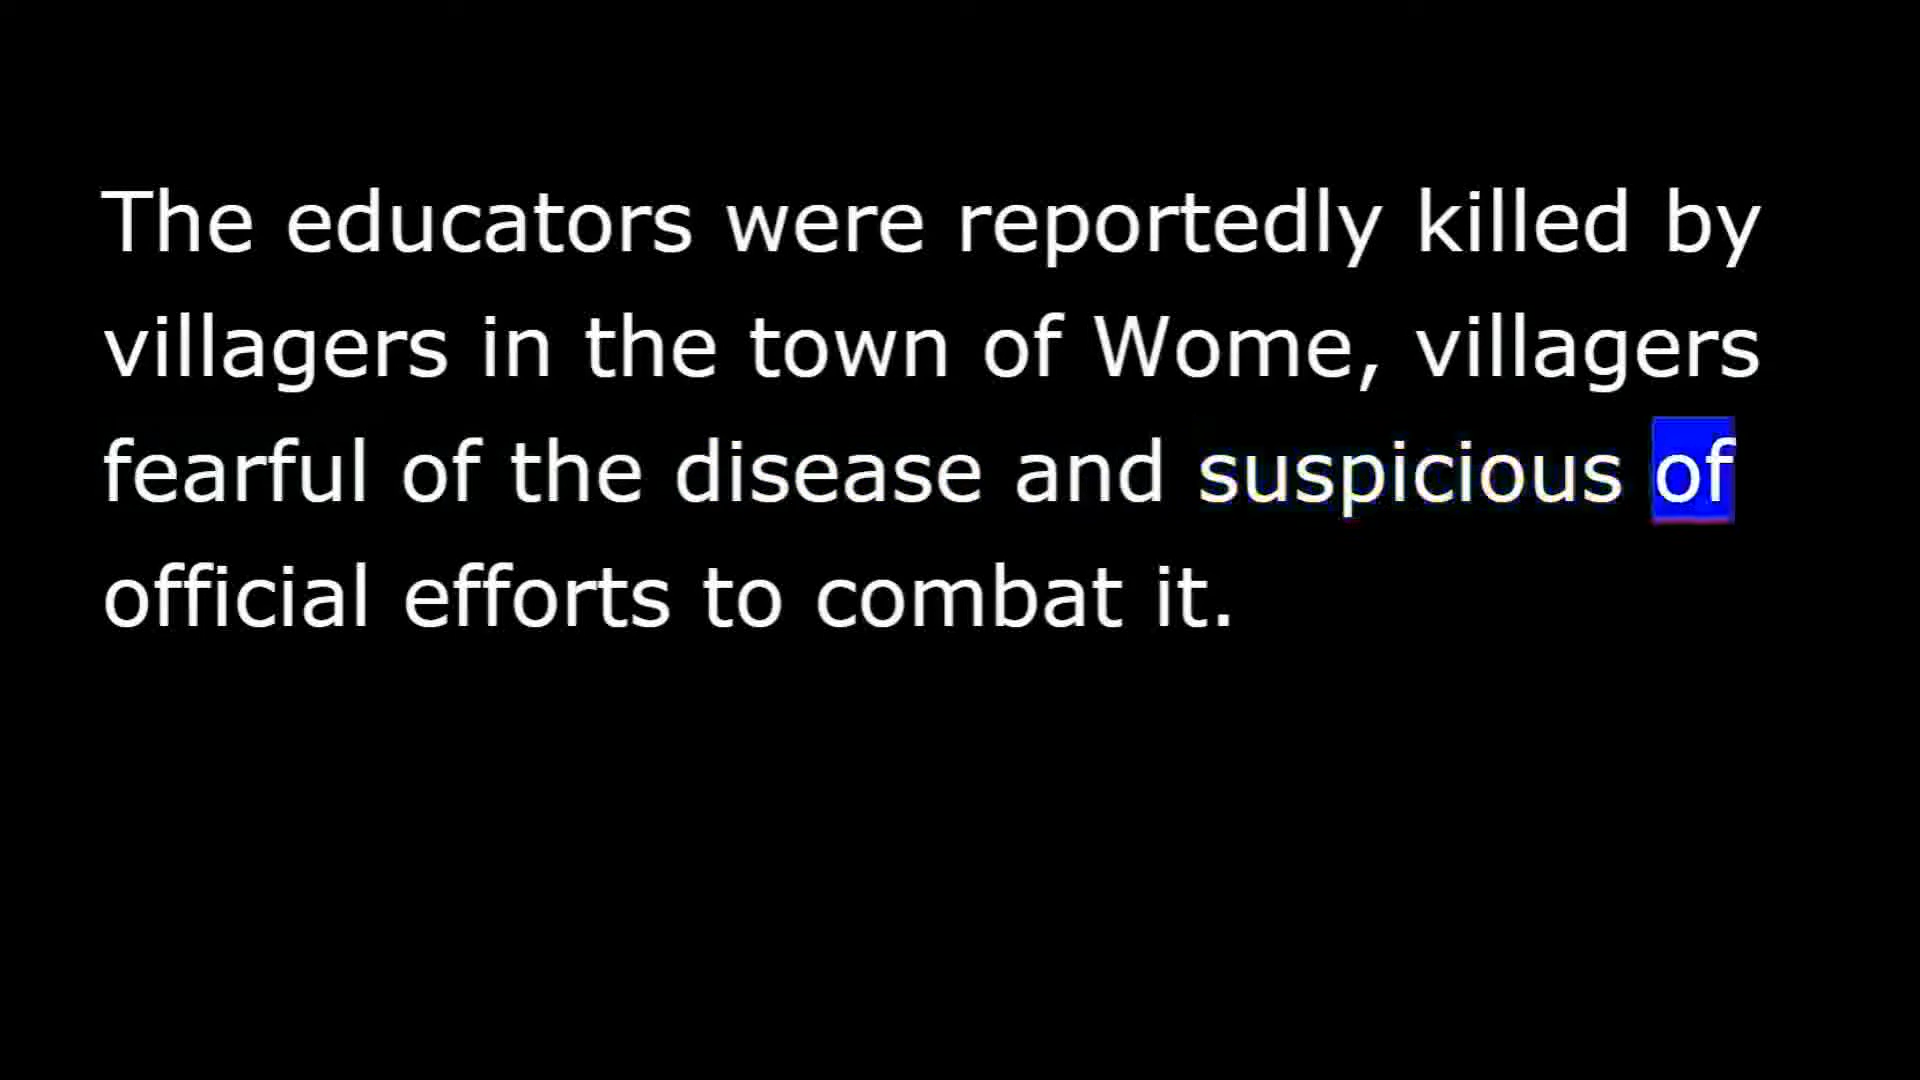 The educators were reportedly killed by
villagers in the town of Wome, villagers
fearful of the disease and suspicious of
official efforts to combat it.